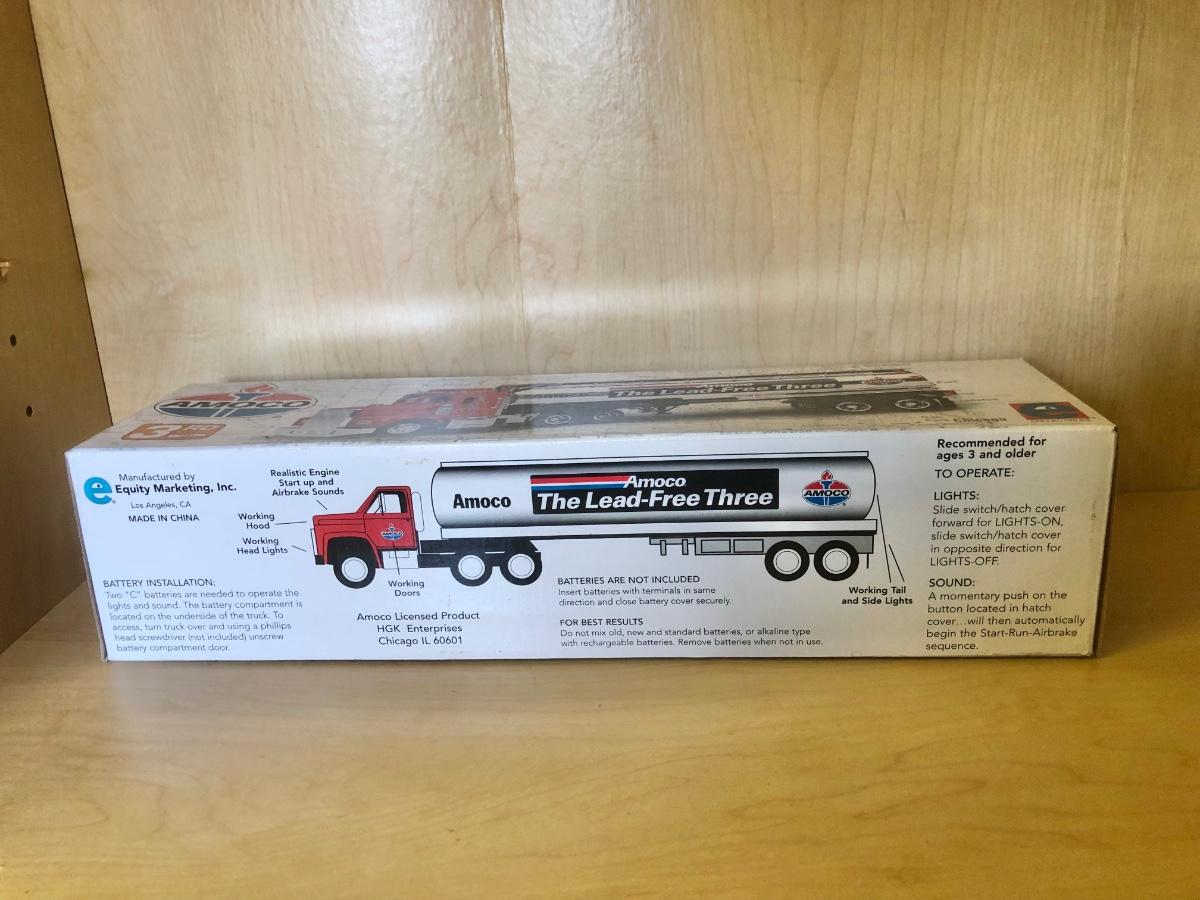 AMOCO
3RD
Amoco
The Lead-Free Three
Chicago
Manufactured by
Equity Marketing, Inc.
Los Angeles, CA
MADE IN CHINA
Realistic Engine
Start up and
Airbrake Sounds
Working
Hood
Working
Head Lights
Working
Doors
Amoco
Amoco
The Lead-Free Three
AMOCO
Working Tail
and Side Lights
BATTERY INSTALLATION:
Two "C" batteries are needed to operate the
lights and sound. The battery compartment is
located on the underside of the truck. To
access, turn truck over and using a phillips
head screwdriver (not included) unscrew
battery compartment door.
Amoco Licensed Product
HGK Enterprises
Chicago IL 60601
BATTERIES ARE NOT INCLUDED
Insert batteries with terminals in same
direction and close battery cover securely.
FOR BEST RESULTS
Do not mix old, new and standard batteries, or alkaline type
with rechargeable batteries. Remove batteries when not in use.
Recommended for
ages 3 and older
TO OPERATE:
LIGHTS:
Slide switch/hatch cover
forward for LIGHTS-ON,
slide switch/hatch cover
in opposite direction for
LIGHTS-OFF.
SOUND:
A momentary push on the
button located in hatch
cover...will then automatically
begin the Start-Run-Airbrake
sequence.